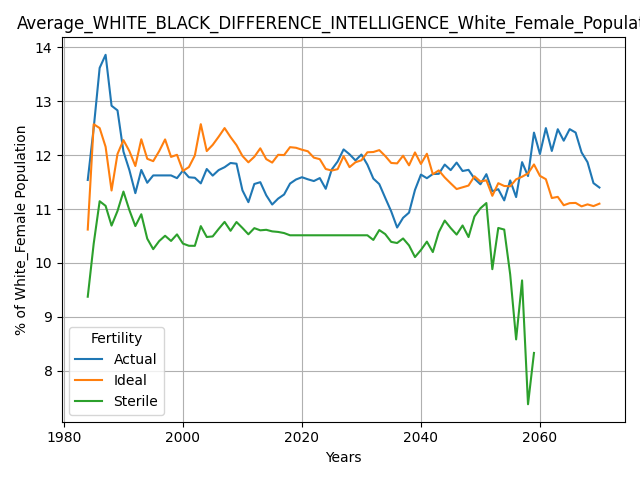 Average_WHITE_BLACK_DIFFERENCE_INTELLIGENCE_White_Female_Populat
14
13
12
11
10
9
8
% of White_Female Population
Fertility
Actual
Ideal
Sterile
1980
2000
2020
2040
2060
Years